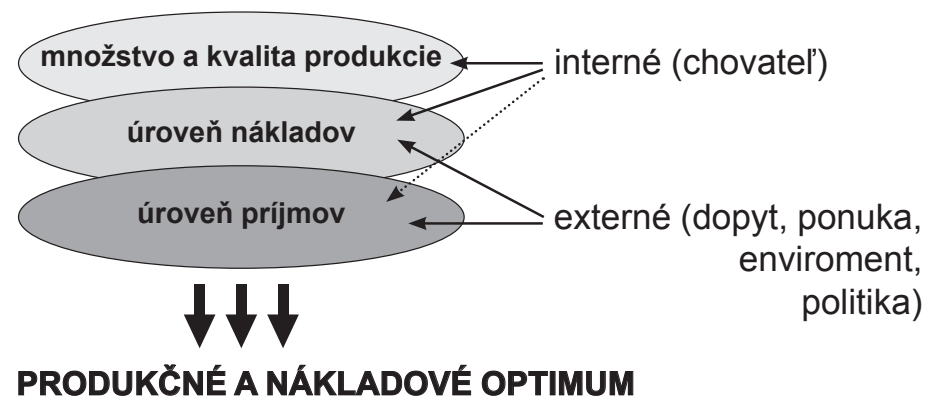 množstvo a kvalita produkcie
interné (chovateľ)
úroveň nákladov
úroveň príjmov
externé (dopyt, ponuka,
enviroment,
politika)
PRODUKČNÉ A NÁKLADOVÉ OPTIMUM